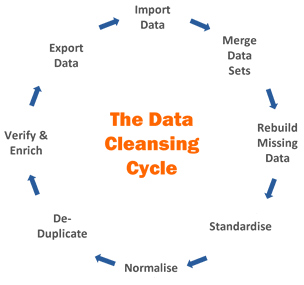 Import
Data
Merge
Data
Sets
Rebuild
Missing
Data
Standardise
Normalise
De-
Duplicate
Verify &
Enrich
Export
Data
The Data
Cleansing
Cycle